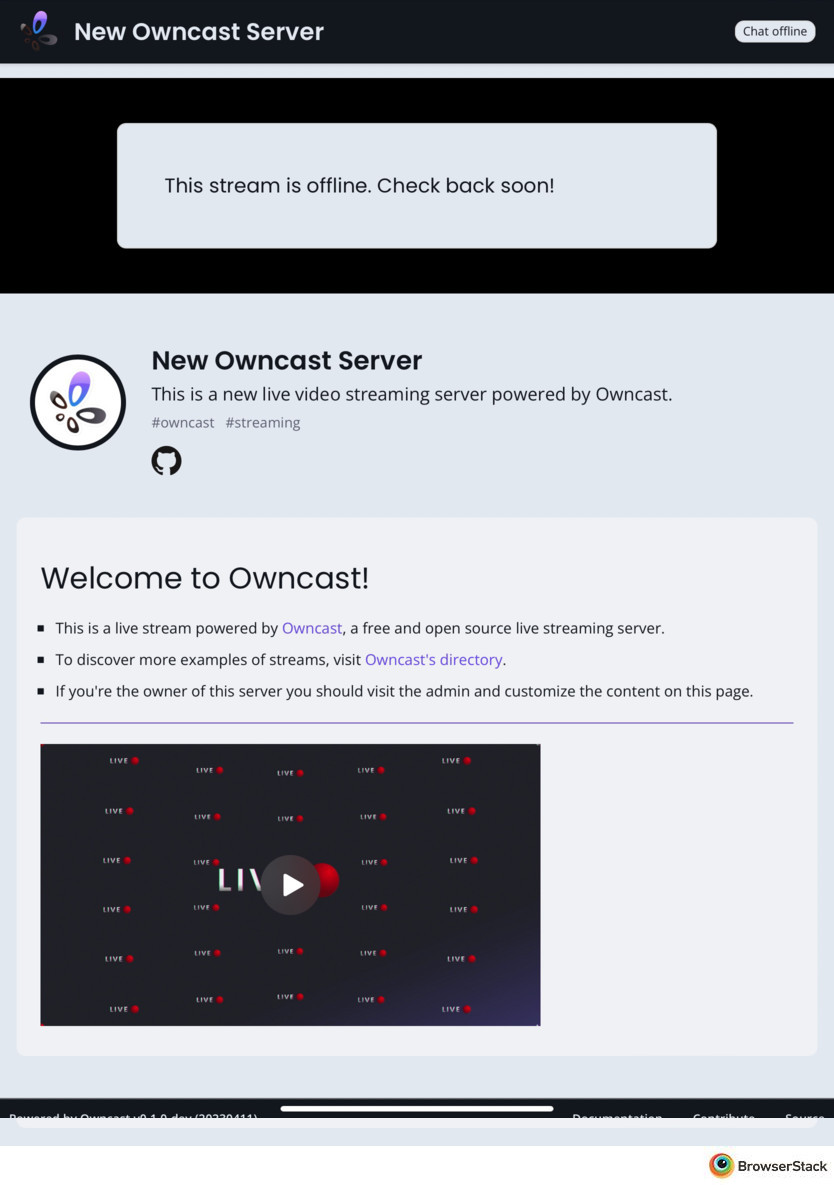 New Owncast Server
Chat offline
This stream is offline. Check back soon!
New Owncast Server
This is a new live video streaming server powered by Owncast.
#owncast #streaming
Welcome to Owncast!
This is a live stream powered by Owncast, a free and open source live streaming server.
To discover more examples of streams, visit Owncast's directory.
If you're the owner of this server you should visit the admin and customize the content on this page.
LIVE LIVE LIVE LIVE LIVE
LIVE LIVE LIVE LIVE LIVE
LIVE LIVE LIVE LIVE
LIV
LIVE LIVE LIVE LIVE
LIVE LIVE LIVE LIVE LIVE
LIVE LIVE LIVE LIVE LIVE
Powered by Owncast v0.1.0-dev (20230411)
Documentation Contribute Source
BrowserStack